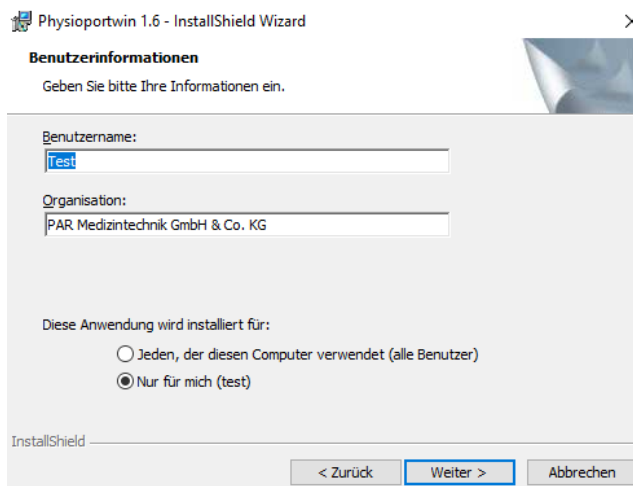 Physioportwin 1.6 - InstallShield Wizard
Benutzerinformationen
Geben Sie bitte Ihre Informationen ein.
Benutzername:
Test
Organisation:
PAR Medizintechnik GmbH & Co. KG
Diese Anwendung wird installiert für:
Jeden, der diesen Computer verwendet (alle Benutzer)
Nur für mich (test)
InstallShield
< Zurück Weiter > Abbrechen